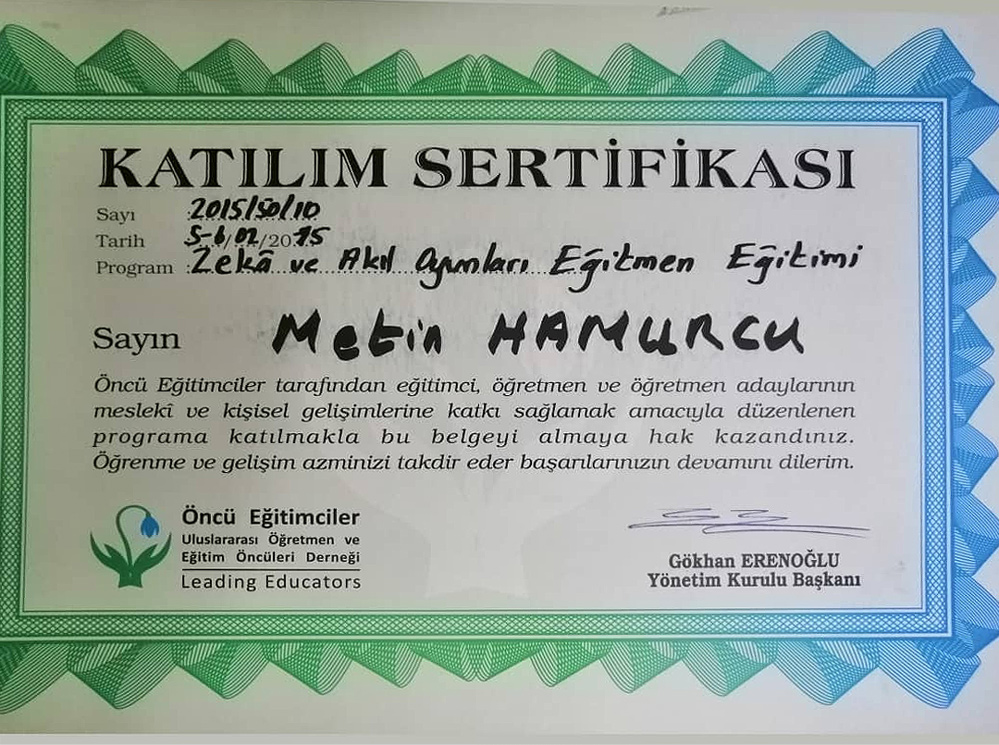 KATILIM SERTİFİKASI
Sayı :2015/50/10
Tarih 5-6/02/2015
Program :Zekâ ve Akıl Oyunları Eğitmen Eğitimi
Sayın Metin HAMURCU
Öncü Eğitimciler tarafından eğitimci, öğretmen ve öğretmen adaylarının
meslekî ve kişisel gelişimlerine katkı sağlamak amacıyla düzenlenen
programa katılmakla bu belgeyi almaya hak kazandınız.
Öğrenme ve gelişim azminizi takdir eder başarılarınızın devamını dilerim.
Öncü Eğitimciler
Uluslararası Öğretmen ve
Eğitim Öncüleri Derneği
Leading Educators
Gökhan ERENOĞLU
Yönetim Kurulu Başkanı